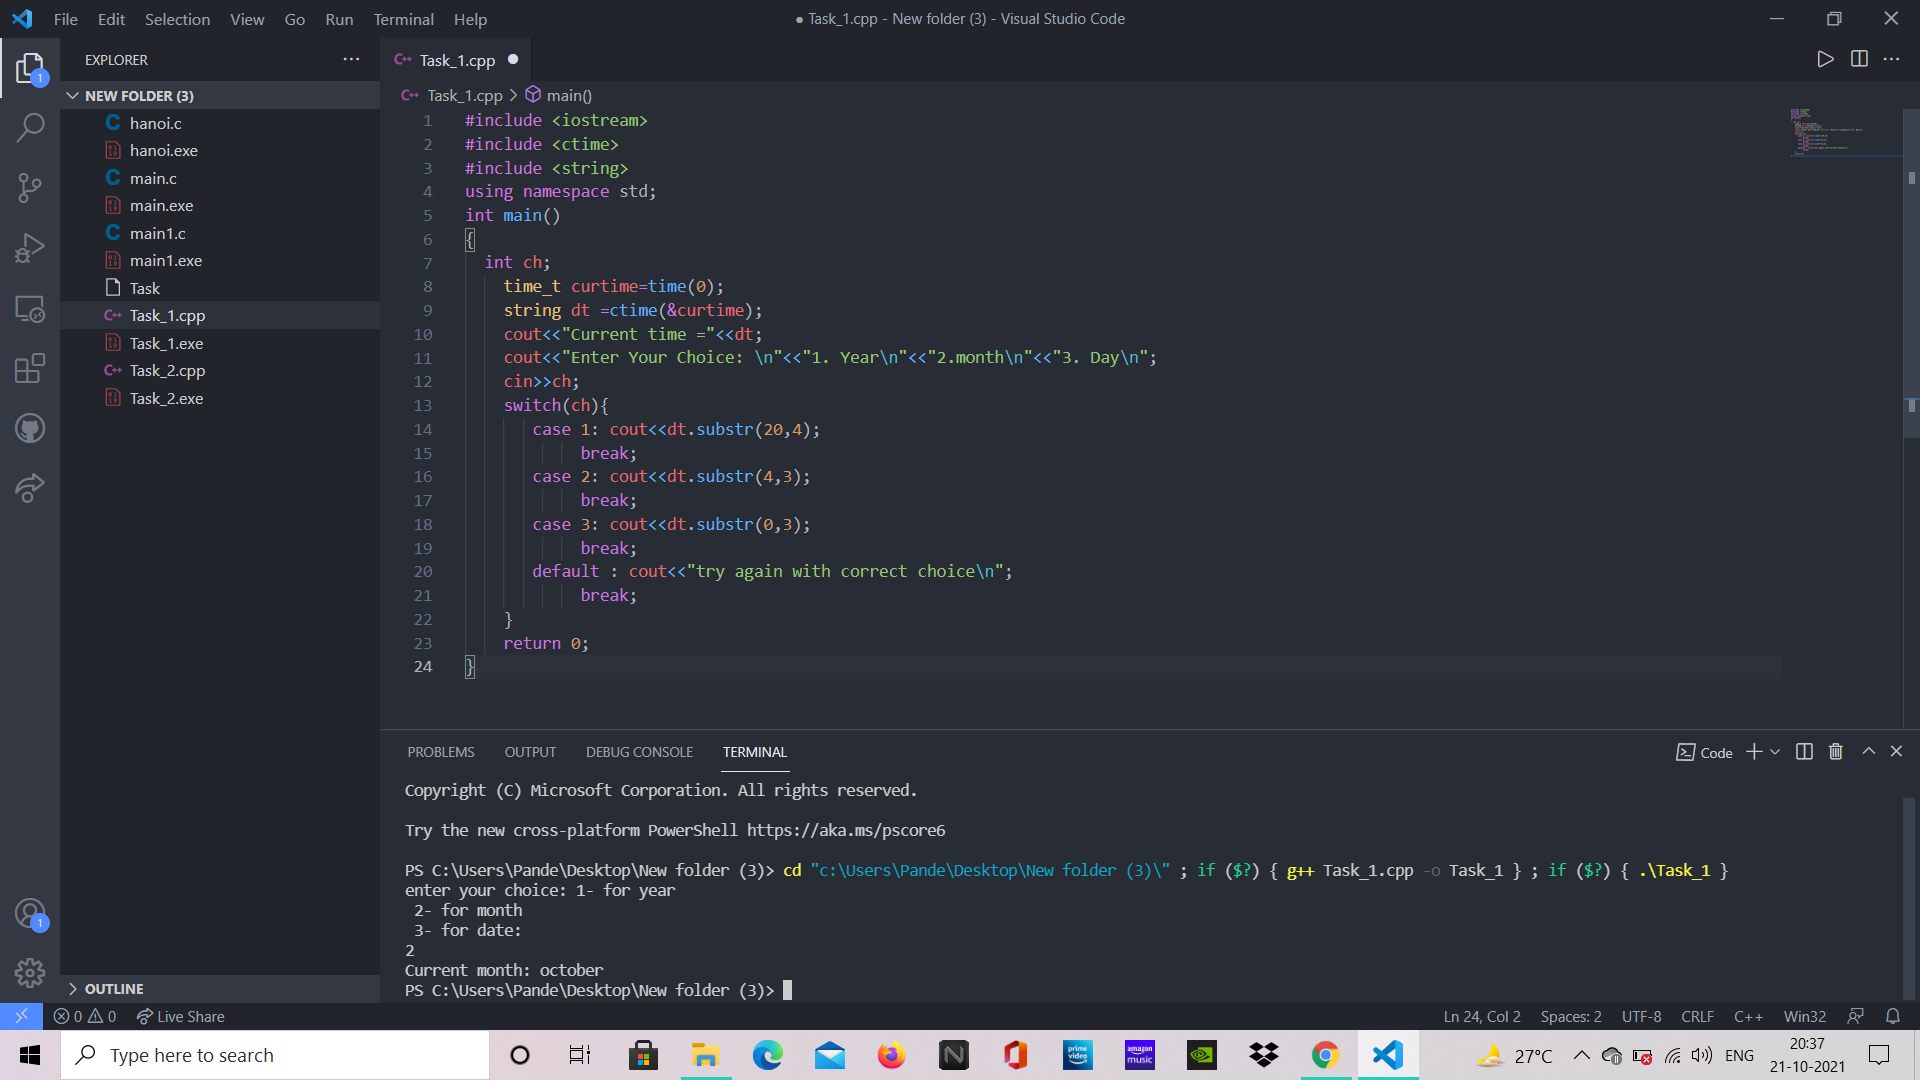 File Edit Selection View Go Run Terminal Help
● Task_1.cpp - New folder (3) - Visual Studio Code
EXPLORER
NEW FOLDER (3)
hanoi.c
hanoi.exe
main.c
main.exe
main1.c
main1.exe
Task
Task_1.cpp
Task_1.exe
Task_2.cpp
Task_2.exe
OUTLINE
Task_1.cpp
Task_1.cpp > main()
1 #include <iostream>
2 #include <ctime>
3 #include <string>
4 using namespace std;
5 int main()
6 {
7 int ch;
8 time_t curtime=time(0);
9 string dt =ctime(&curtime);
10 cout<<"Current time ="<<dt;
11 cout<<"Enter Your Choice: \n"<<"1. Year\n"<<"2.month\n"<<"3. Day\n";
12 cin>>ch;
13 switch(ch){
14 case 1: cout<<dt.substr(20,4);
15 break;
16 case 2: cout<<dt.substr(4,3);
17 break;
18 case 3: cout<<dt.substr(0,3);
19 break;
20 default : cout<<"try again with correct choice\n";
21 break;
22 }
23 return 0;
24 }
PROBLEMS OUTPUT DEBUG CONSOLE TERMINAL
Code
Copyright (C) Microsoft Corporation. All rights reserved.
Try the new cross-platform PowerShell https://aka.ms/pscore6
PS C:\Users\Pande\Desktop\New folder (3)> cd "c:\Users\Pande\Desktop\New folder (3)\" ; if ($?) { g++ Task_1.cpp -o Task_1 } ; if ($?) { .\Task_1 }
enter your choice: 1- for year
2- for month
3- for date:
2
Current month: october
PS C:\Users\Pande\Desktop\New folder (3)>
1
1
0 0 Live Share
Ln 24, Col 2 Spaces: 2 UTF-8 CRLF C++ Win32
Type here to search
prime video
amazon music
27°C
ENG
20:37
21-10-2021